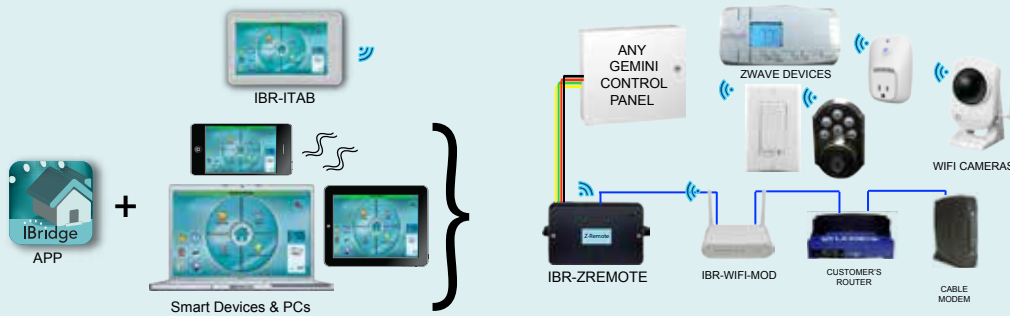 IBR-ITAB
IBridge
APP
+
Smart Devices & PCs
ANY
GEMINI
CONTROL
PANEL
ZWAVE DEVICES
WIFI CAMERAS
Z-Remote
IBR-ZREMOTE
IBR-WIFI-MOD
CUSTOMER'S
ROUTER
CABLE
MODEM